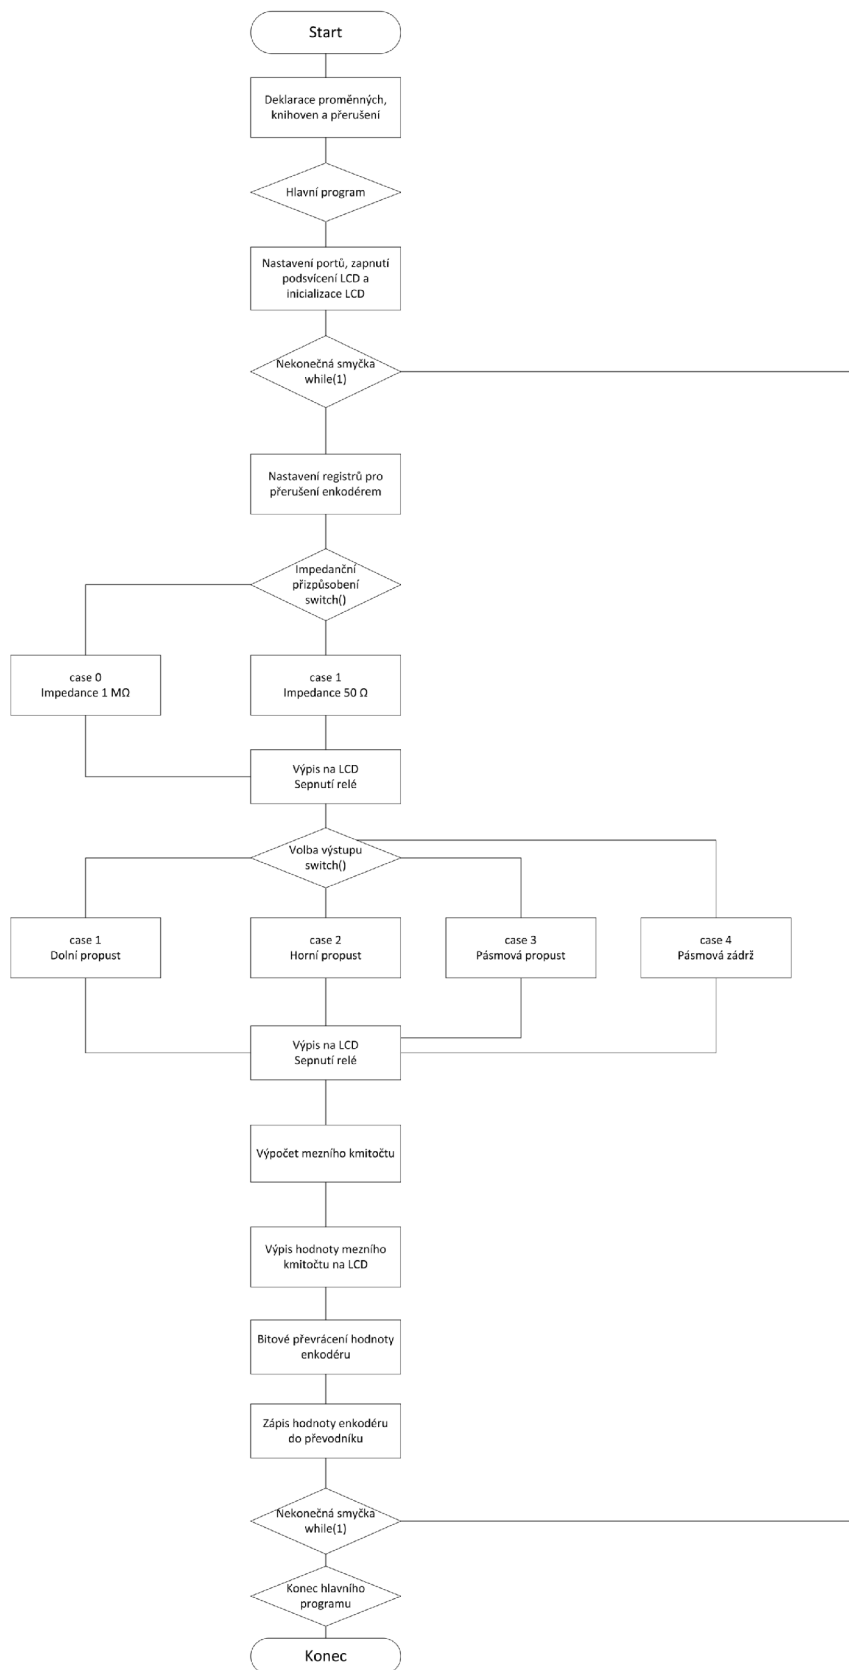 Start
Deklarace proměnných,
knihoven a přerušení
Hlavní program
Nastavení portů, zapnutí
podsvícení LCD a
inicializace LCD
Nekonečná smyčka
while(1)
Nastavení registrů pro
přerušení enkodérem
Impedanční
přizpůsobení
switch()
case 0
Impedance 1 MΩ
case 1
Impedance 50 Ω
Výpis na LCD
Sepnutí relé
Volba výstupu
switch()
case 1
Dolní propust
case 2
Horní propust
case 3
Pásmová propust
case 4
Pásmová zádrž
Výpis na LCD
Sepnutí relé
Výpočet mezního kmitočtu
Výpis hodnoty mezního
kmitočtu na LCD
Bitové převrácení hodnoty
enkodéru
Zápis hodnoty enkodéru
do převodníku
Nekonečná smyčka
while(1)
Konec hlavního
programu
Konec